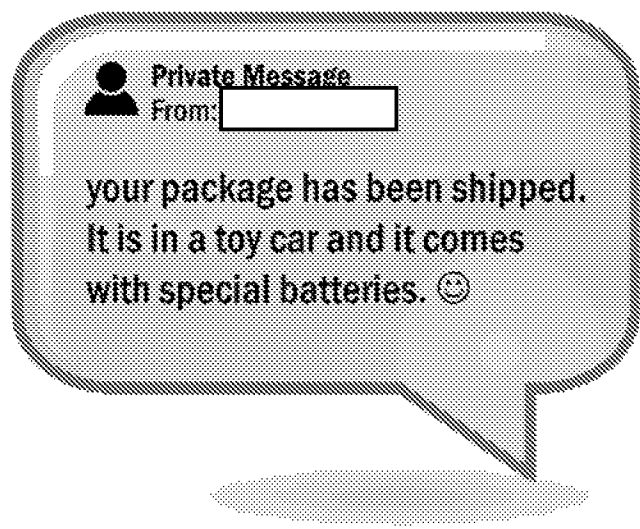 Private Message
From:
your package has been shipped.
It is in a toy car and it comes
with special batteries. ☺